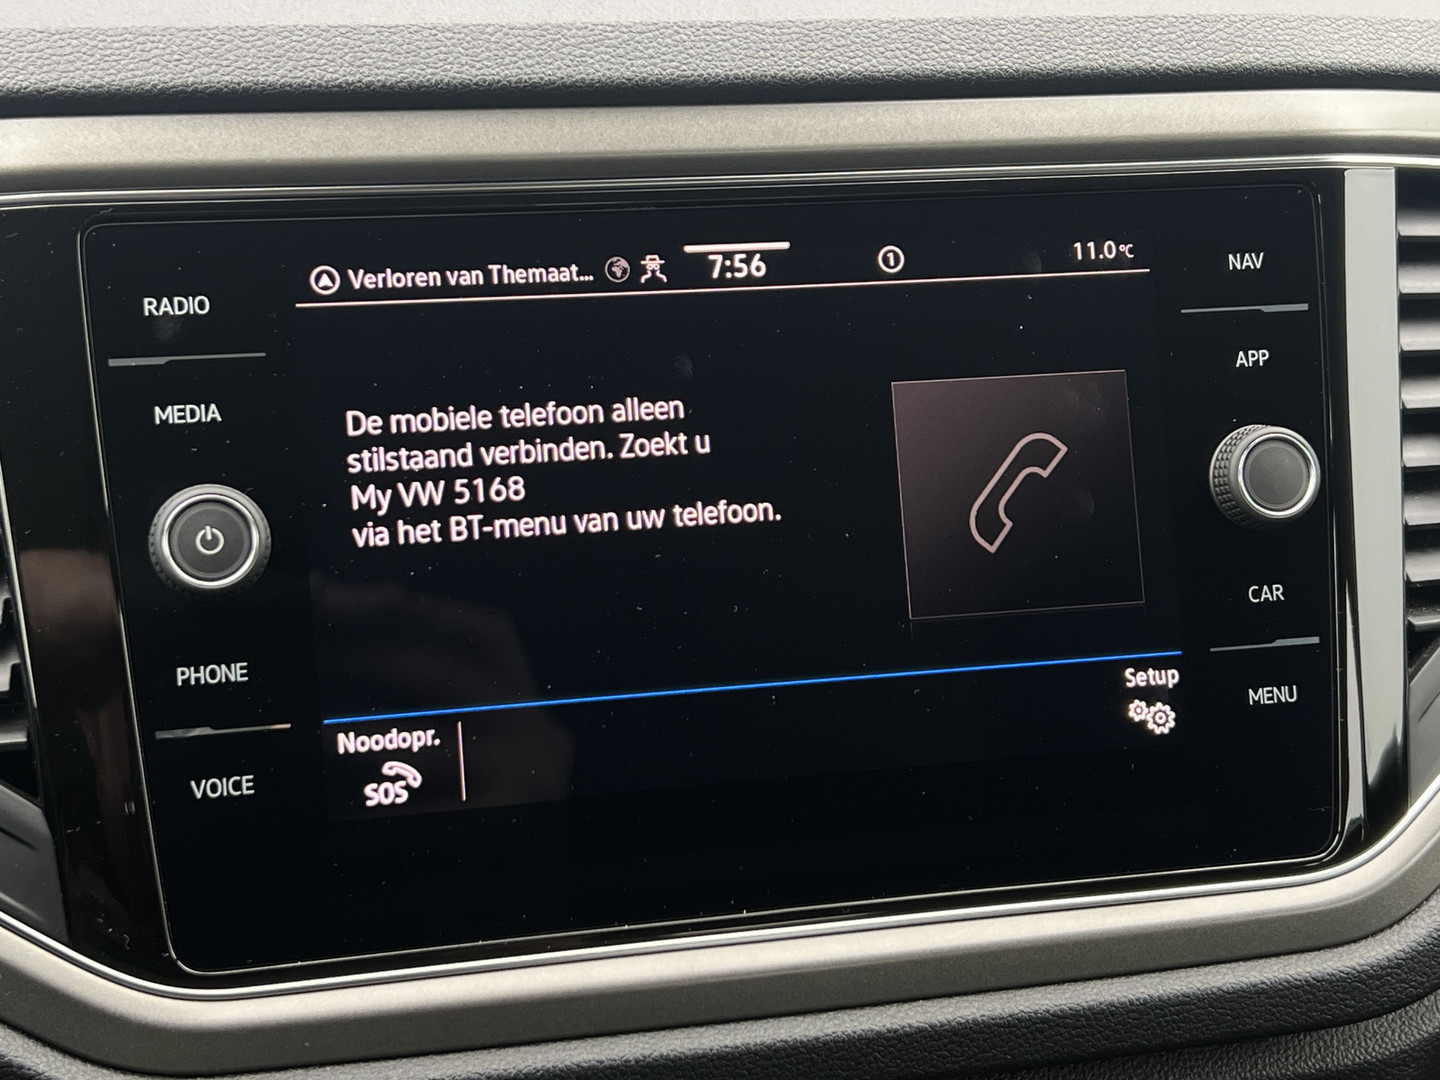 Verloren van Themaat...
7:56
1
11.0°C
RADIO
MEDIA
PHONE
VOICE
De mobiele telefoon alleen
stilstaand verbinden. Zoekt u
My VW 5168
via het BT-menu van uw telefoon.
Noodopr.
SOS
Setup
NAV
APP
CAR
MENU